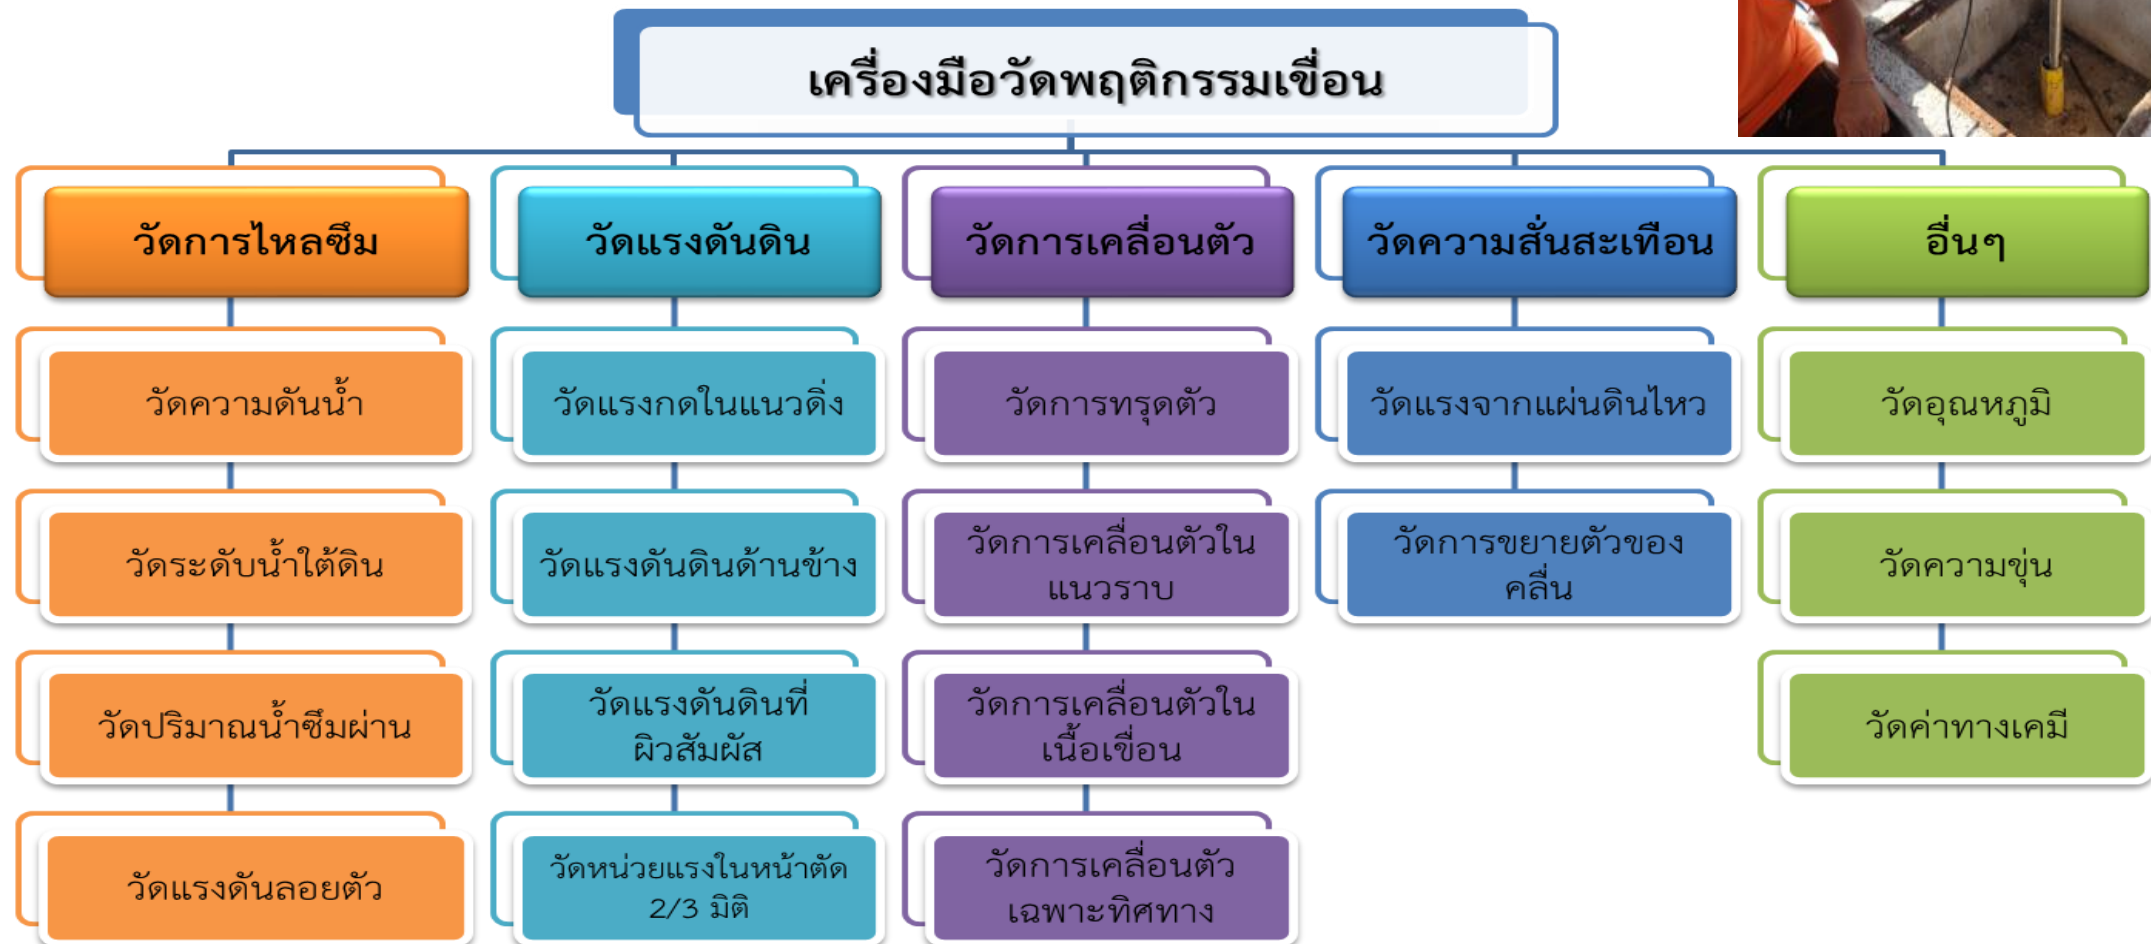 เครื่องมือวัดพฤติกรรมเขื่อน
วัดการไหลซึม
วัดความดันน้ำ
วัดระดับน้ำใต้ดิน
วัดปริมาณน้ำซึมผ่าน
วัดแรงดันลอยตัว
วัดแรงดันดิน
วัดแรงกดในแนวดิ่ง
วัดแรงดันดินด้านข้าง
วัดแรงดันดินที่
ผิวสัมผัส
วัดหน่วยแรงในหน้าตัด
2/3 มิติ
วัดการเคลื่อนตัว
วัดการทรุดตัว
วัดการเคลื่อนตัวใน
แนวราบ
วัดการเคลื่อนตัวใน
เนื้อเขื่อน
วัดการเคลื่อนตัว
เฉพาะทิศทาง
วัดความสั่นสะเทือน
วัดแรงจากแผ่นดินไหว
วัดการขยายตัวของ
คลื่น
อื่นๆ
วัดอุณหภูมิ
วัดความขุ่น
วัดค่าทางเคมี